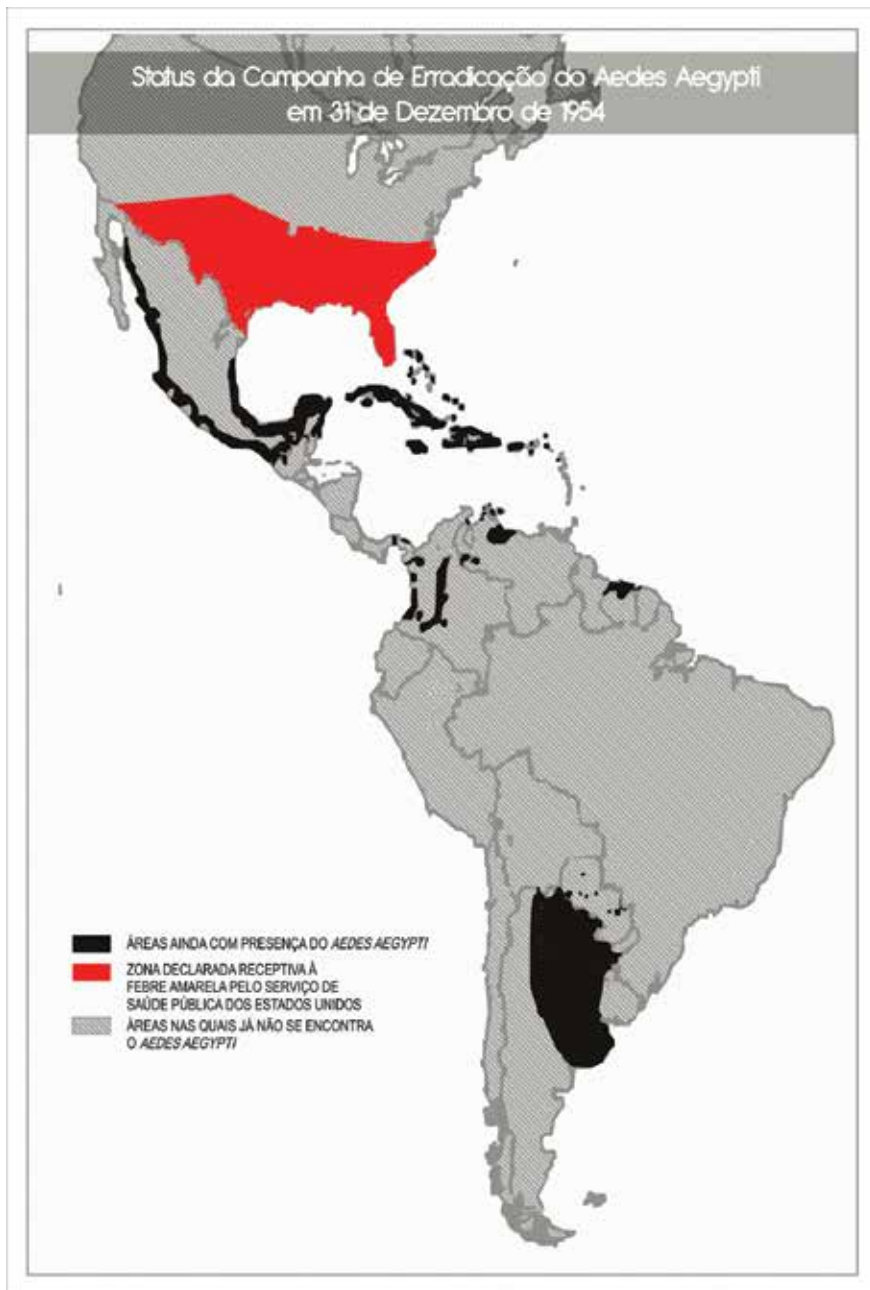 Status da Campanha de Erradicação do Aedes Aegypti
em 31 de Dezembro de 1954
ÁREAS AINDA COM PRESENÇA DO AEDES AEGYPTI
ZONA DECLARADA RECEPTIVA À
FEBRE AMARELA PELO SERVIÇO DE
SAÚDE PÚBLICA DOS ESTADOS UNIDOS
ÁREAS NAS QUAIS JÁ NÃO SE ENCONTRA
O AEDES AEGYPTI